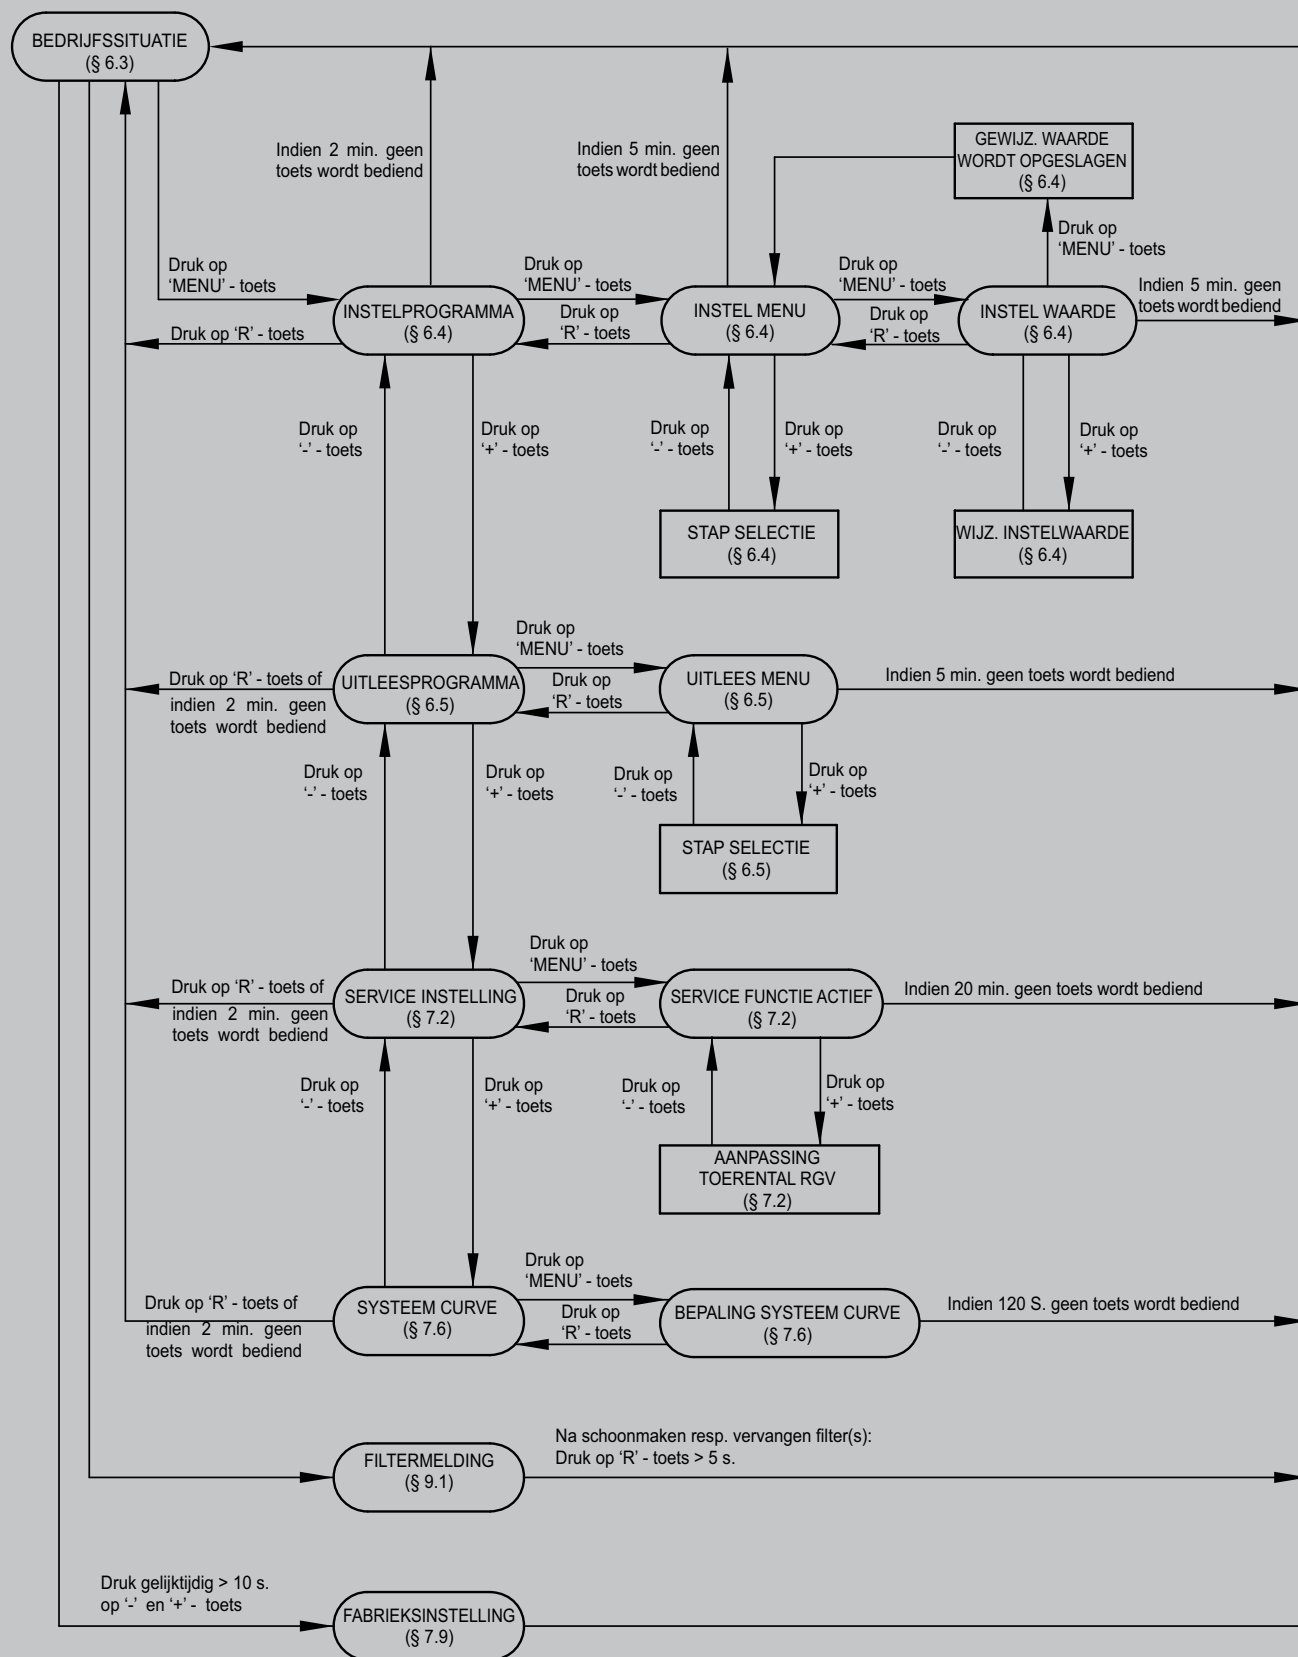 BEDRIJFSSITUATIE
(§ 6.3)
Indien 2 min. geen
toets wordt bediend
Indien 5 min. geen
toets wordt bediend
GEWIJZ. WAARDE
WORDT OPGESLAGEN
(§ 6.4)
Druk op
‘MENU’ - toets
Druk op
‘MENU’ - toets
INSTELPROGRAMMA
(§ 6.4)
Druk op ‘R’ - toets
Druk op
‘MENU’ - toets
Druk op
‘R’ - toets
INSTEL MENU
(§ 6.4)
Druk op
‘MENU’ - toets
Druk op
‘R’ - toets
INSTEL WAARDE
(§ 6.4)
Indien 5 min. geen
toets wordt bediend
Druk op
‘-’ - toets
Druk op
‘+’ - toets
Druk op
‘-’ - toets
Druk op
‘+’ - toets
Druk op
‘-’ - toets
Druk op
‘+’ - toets
STAP SELECTIE
(§ 6.4)
WIJZ. INSTELWAARDE
(§ 6.4)
Druk op ‘R’ - toets of
indien 2 min. geen
toets wordt bediend
UITLEESPROGRAMMA
(§ 6.5)
Druk op
‘MENU’ - toets
Druk op
‘R’ - toets
UITLEES MENU
(§ 6.5)
Indien 5 min. geen toets wordt bediend
Druk op
‘-’ - toets
Druk op
‘+’ - toets
Druk op
‘-’ - toets
Druk op
‘+’ - toets
STAP SELECTIE
(§ 6.5)
Druk op ‘R’ - toets of
indien 2 min. geen
toets wordt bediend
SERVICE INSTELLING
(§ 7.2)
Druk op
‘MENU’ - toets
Druk op
‘R’ - toets
SERVICE FUNCTIE ACTIEF
(§ 7.2)
Indien 20 min. geen toets wordt bediend
Druk op
‘-’ - toets
Druk op
‘+’ - toets
Druk op
‘-’ - toets
Druk op
‘+’ - toets
AANPASSING
TOERENTAL RGV
(§ 7.2)
Druk op ‘R’ - toets of
indien 2 min. geen
toets wordt bediend
SYSTEEM CURVE
(§ 7.6)
Druk op
‘MENU’ - toets
Druk op
‘R’ - toets
BEPALING SYSTEEM CURVE
(§ 7.6)
Indien 120 S. geen toets wordt bediend
FILTERMELDING
(§ 9.1)
Na schoonmaken resp. vervangen filter(s):
Druk op ‘R’ - toets > 5 s.
Druk gelijktijdig > 10 s.
op ‘-’ en ‘+’ - toets
FABRIEKSINSTELLING
(§ 7.9)